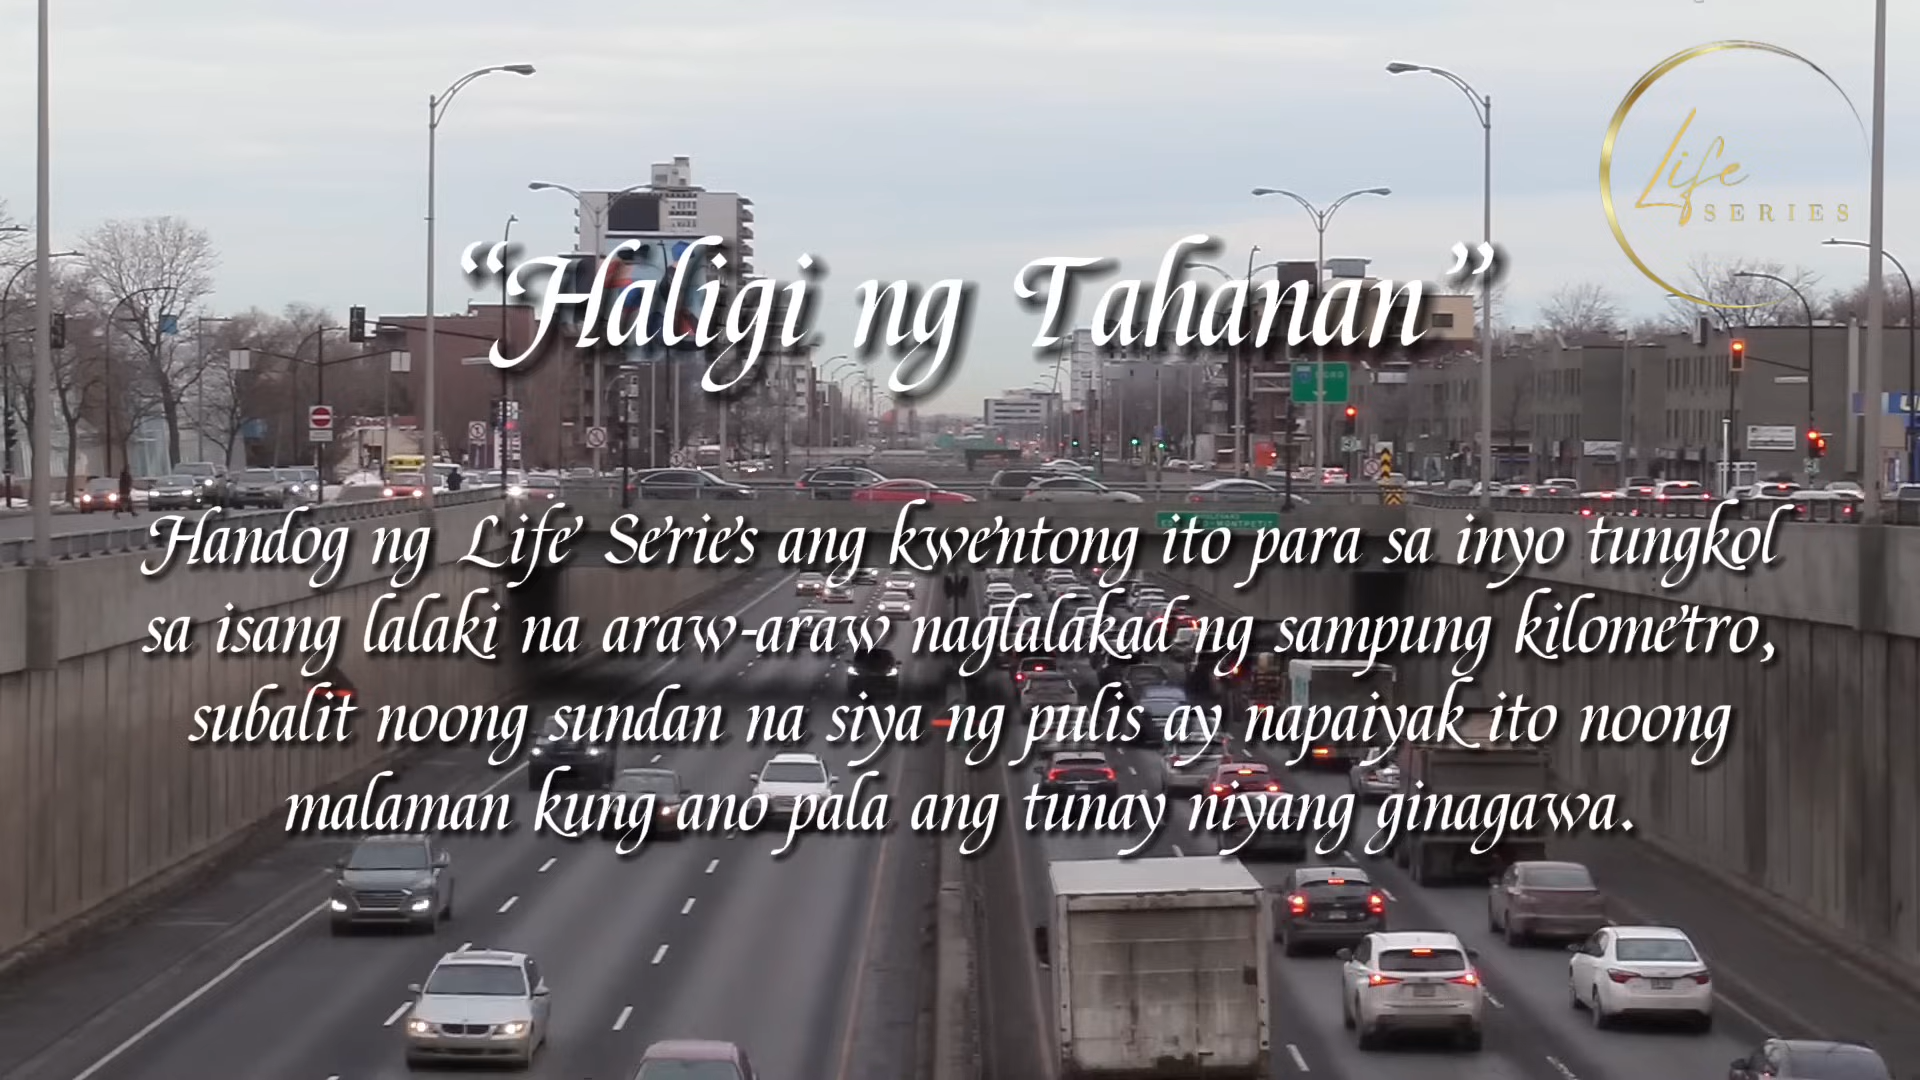 Life
SERIES
“Haligi ng Tahanan”
Handog ng Life Series ang kwentong ito para sa inyo tungkol
sa isang lalaki na araw-araw naglalakad ng sampung kilometro,
subalit noong sundan na siya ng pulis ay napaiyak ito noong
malaman kung ano pala ang tunay niyang ginagawa.